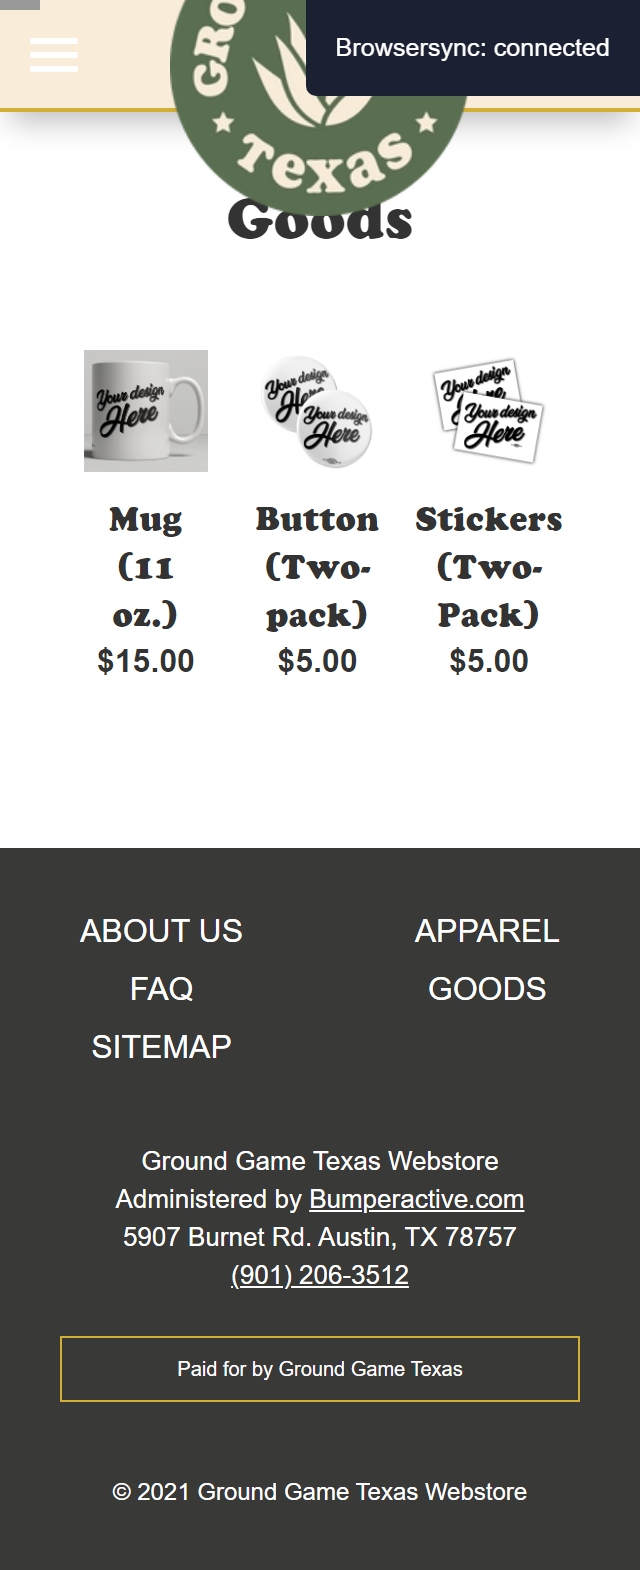 GRO
Browsersync: connected
Texas
Goods
Your design
Here
Your design
He
Your design
Here
Your design
Your design
Here
Mug
(11
oz.)
$15.00
Button
(Two-
pack)
$5.00
Stickers
(Two-
Pack)
$5.00
ABOUT US
APPAREL
FAQ
GOODS
SITEMAP
Ground Game Texas Webstore
Administered by Bumperactive.com
5907 Burnet Rd. Austin, TX 78757
(901) 206-3512
Paid for by Ground Game Texas
© 2021 Ground Game Texas Webstore